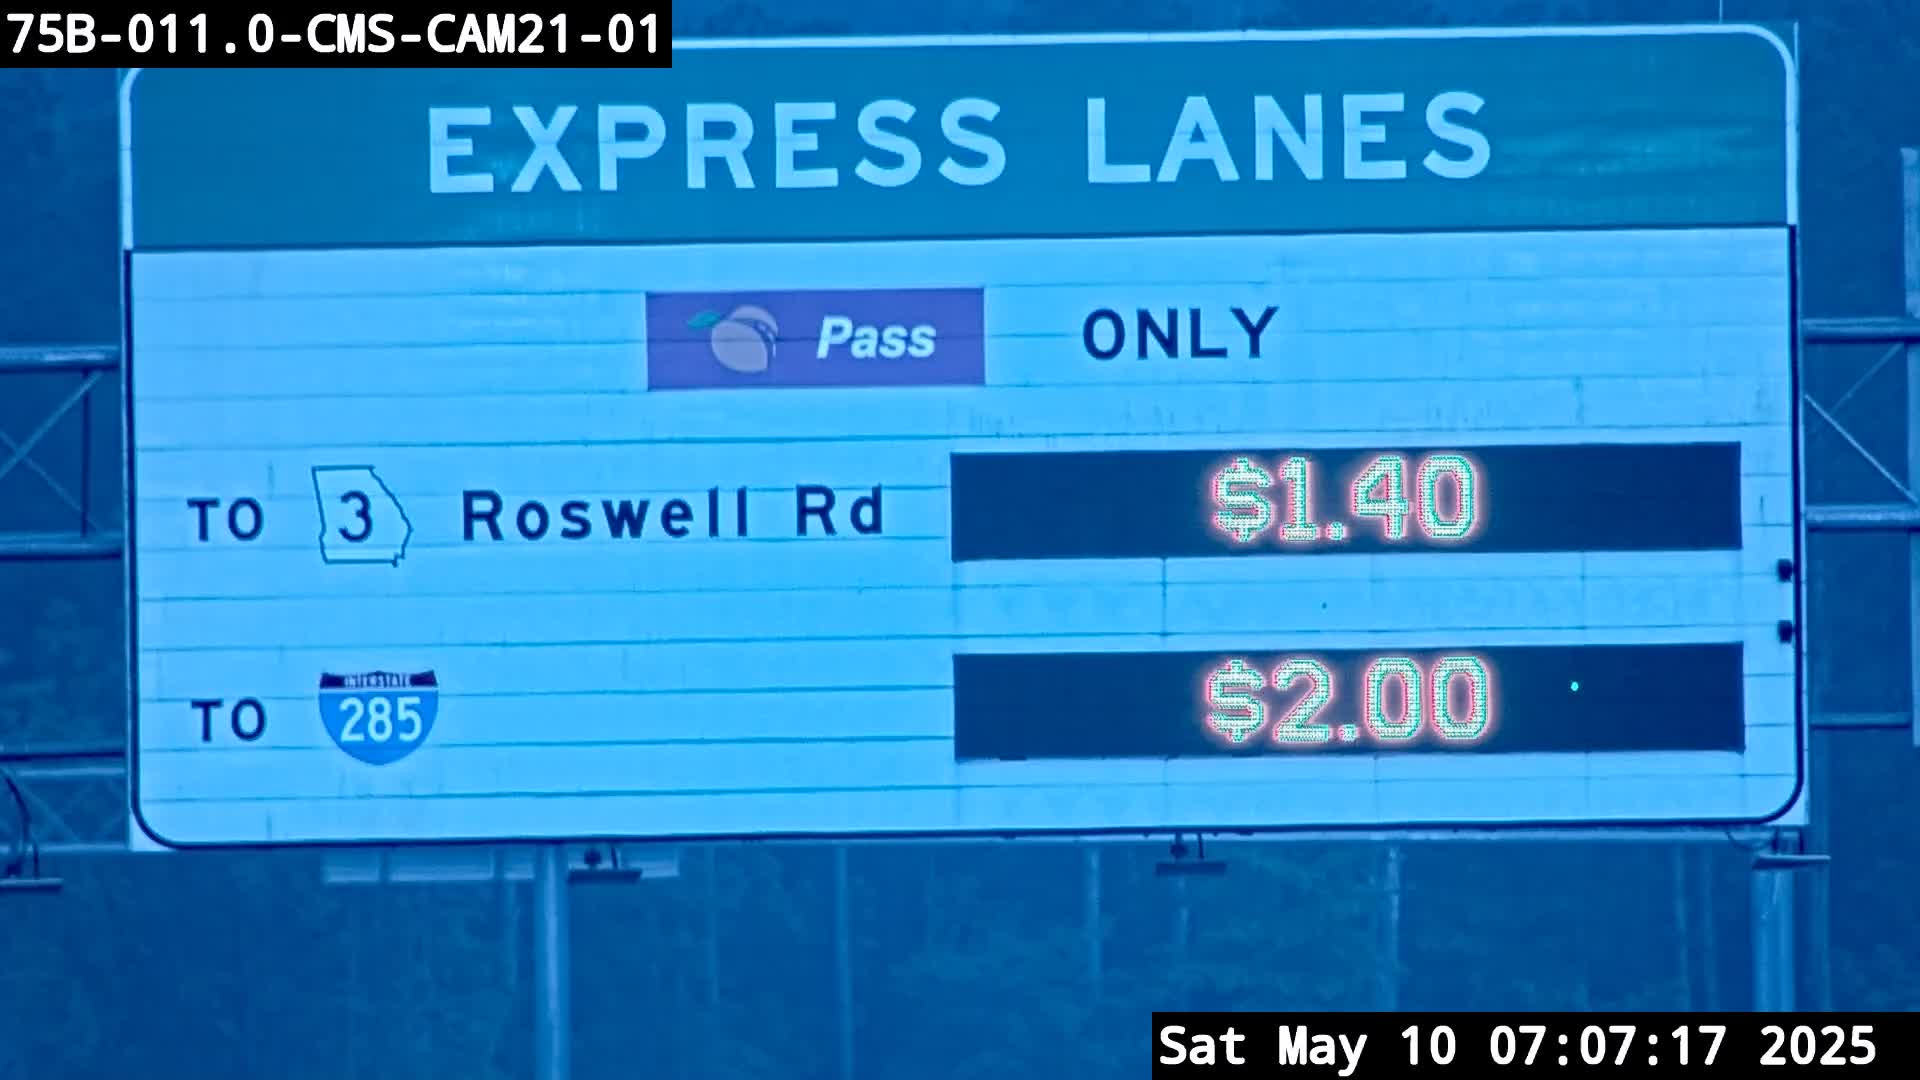 75B-011.0-CMS-CAM21-01
EXPRESS LANES
Pass ONLY
TO 3 Roswell Rd $1.40
TO INTERSTATE 285 $2.00
Sat May 10 07:07:17 2025